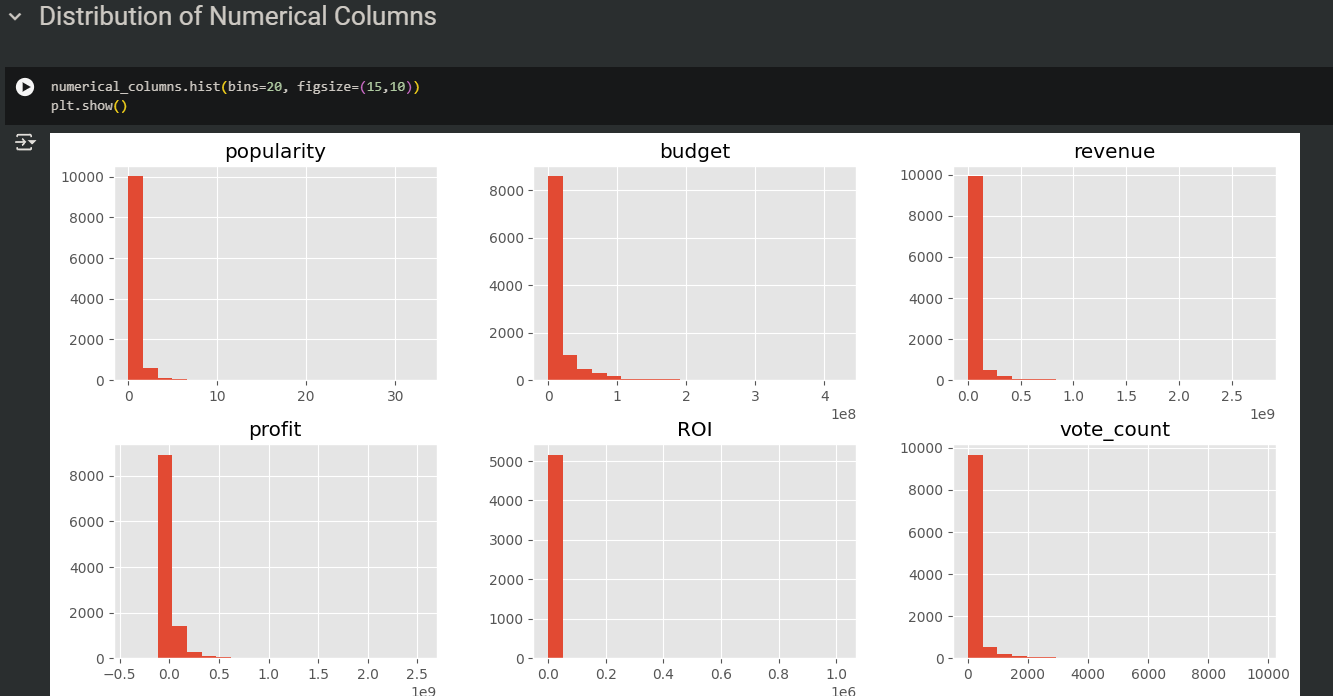 Distribution of Numerical Columns
numerical_columns.hist(bins=20, figsize=(15,10))
plt.show()
popularity
10000
8000
6000
4000
2000
0
0 10 20 30
budget
8000
6000
4000
2000
0
0 1 2 3 4
1e8
revenue
10000
8000
6000
4000
2000
0
0.0 0.5 1.0 1.5 2.0 2.5
1e9
profit
8000
6000
4000
2000
0
−0.5 0.0 0.5 1.0 1.5 2.0 2.5
1e9
ROI
5000
4000
3000
2000
1000
0
0.0 0.2 0.4 0.6 0.8 1.0
1e6
vote_count
10000
8000
6000
4000
2000
0
0 2000 4000 6000 8000 10000